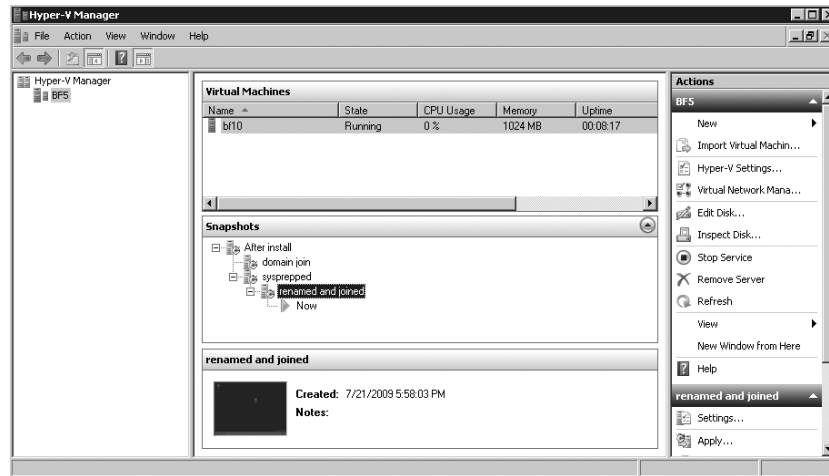 Hyper-V Manager
File Action View Window Help
Hyper-V Manager
BF5
Virtual Machines
Name State CPU Usage Memory Uptime
bf10 Running 0 % 1024 MB 00:08:17
Snapshots
After install
domain join
sysprepped
renamed and joined
Now
renamed and joined
Created: 7/21/2009 5:58:03 PM
Notes:
Actions
BF5
New
Import Virtual Machin...
Hyper-V Settings...
Virtual Network Mana...
Edit Disk...
Inspect Disk...
Stop Service
Remove Server
Refresh
View
New Window from Here
Help
renamed and joined
Settings...
Apply...